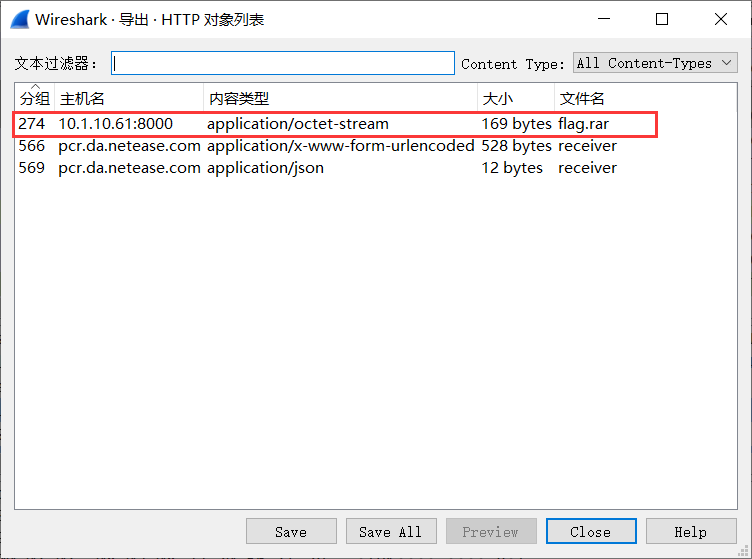 Wireshark · 导出 · HTTP 对象列表
文本过滤器： Content Type: All Content-Types
分组 主机名 内容类型 大小 文件名
274 10.1.10.61:8000 application/octet-stream 169 bytes flag.rar
566 pcr.da.netease.com application/x-www-form-urlencoded 528 bytes receiver
569 pcr.da.netease.com application/json 12 bytes receiver
Save Save All Preview Close Help